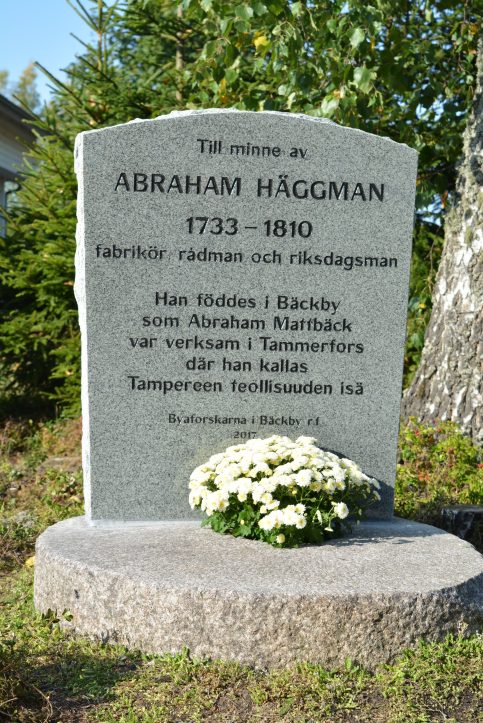 Till minne av
ABRAHAM HÄGGMAN
1733 – 1810
fabrikör rådman och riksdagsman
Han föddes i Bäckby
som Abraham Mattbäck
var verksam i Tammerfors
där han kallas
Tampereen teollisuuden isä
Byaforskarna i Bäckby r.f.
2017